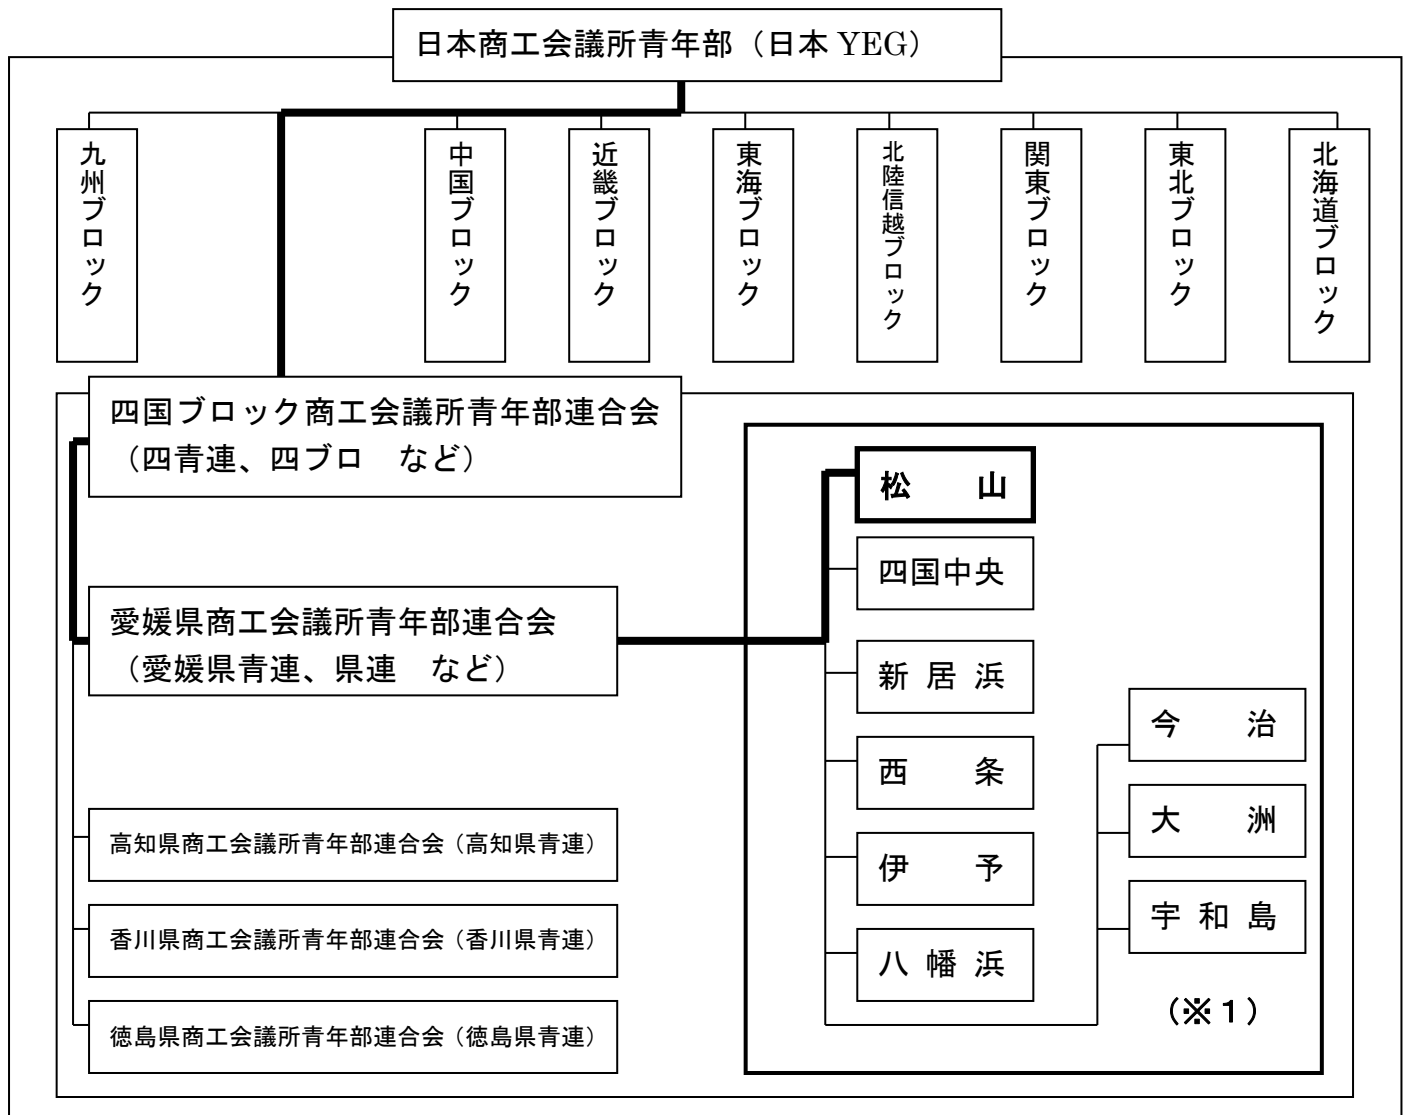 日本商工会議所青年部（日本 YEG）
九州ブロック
中国ブロック
近畿ブロック
東海ブロック
北陸信越ブロック
関東ブロック
東北ブロック
北海道ブロック
四国ブロック商工会議所青年部連合会
（四青連、四ブロ　など）
愛媛県商工会議所青年部連合会
（愛媛県青連、県連　など）
高知県商工会議所青年部連合会（高知県青連）
香川県商工会議所青年部連合会（香川県青連）
徳島県商工会議所青年部連合会（徳島県青連）
松　　山
四国中央
新 居 浜
西　　条
伊　　予
八 幡 浜
今　　治
大　　洲
宇 和 島
（※１）